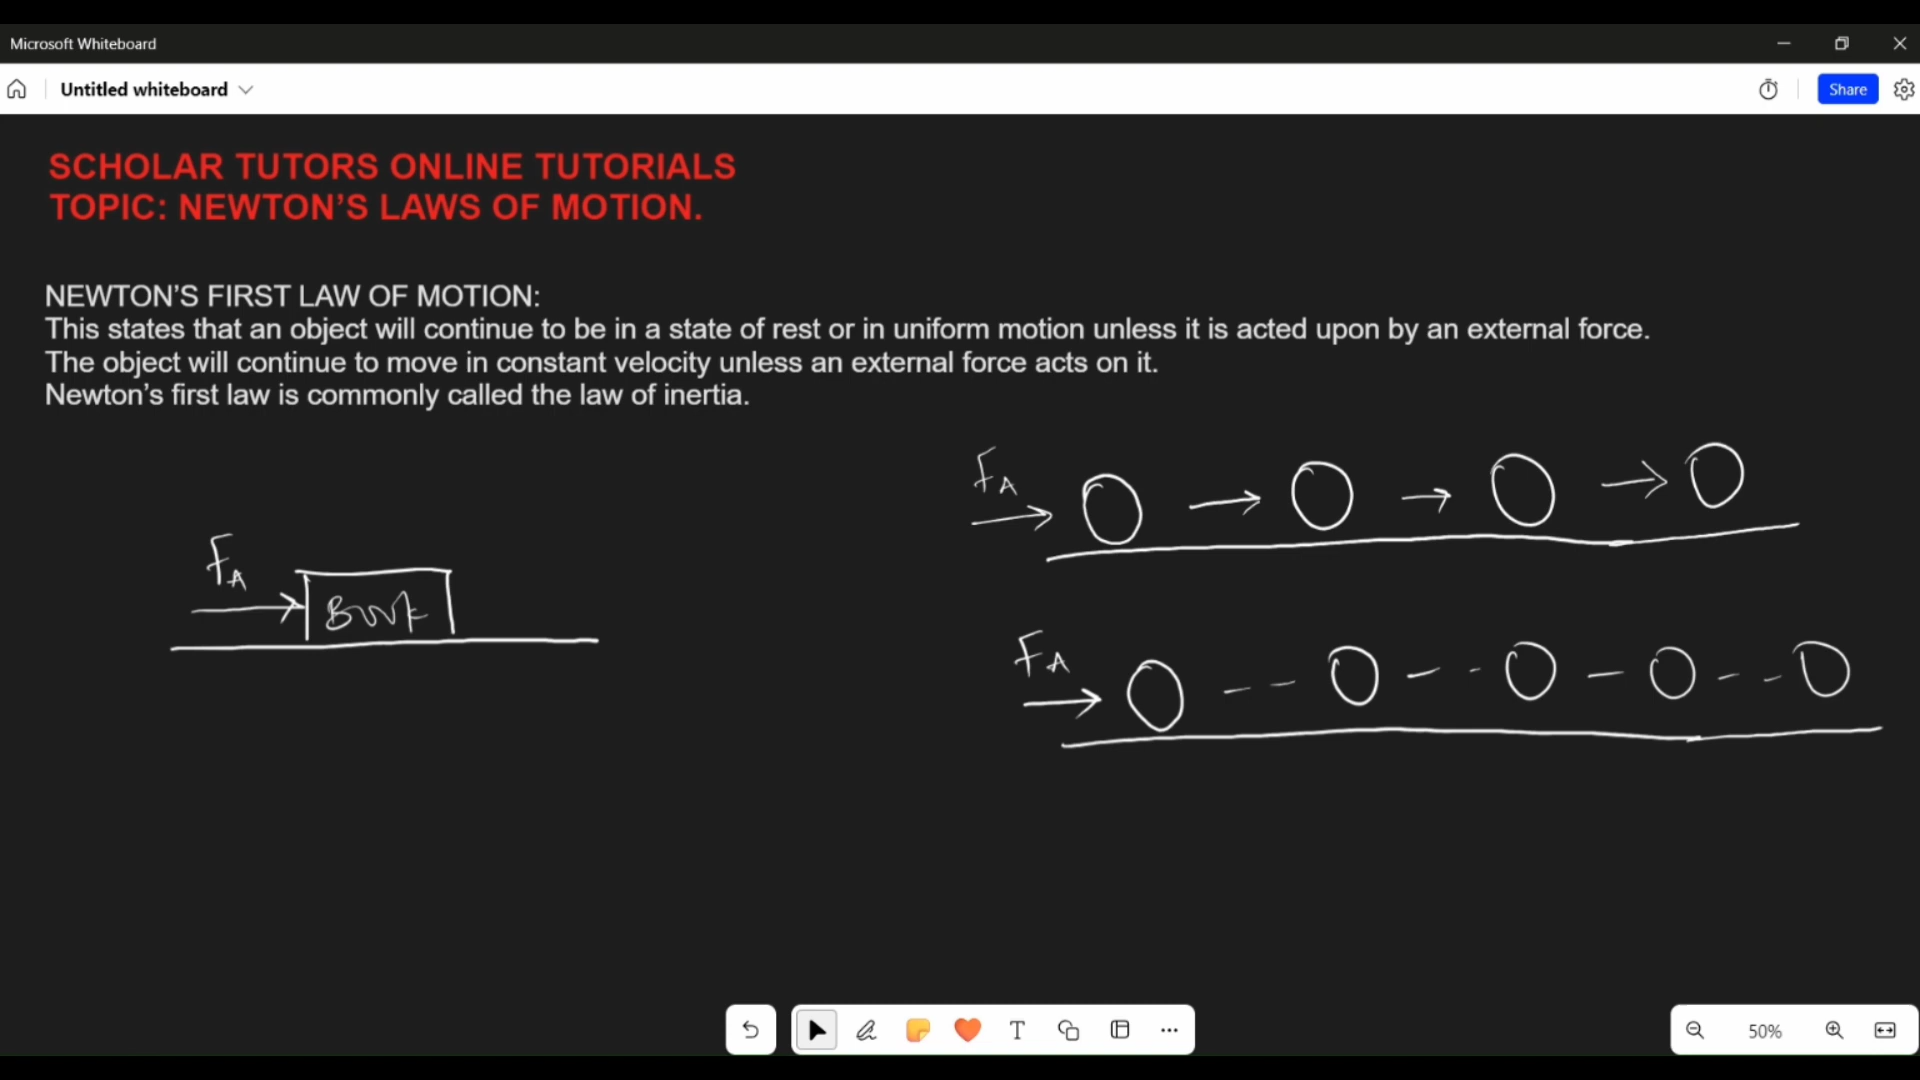 Microsoft Whiteboard
Untitled whiteboard
Share
SCHOLAR TUTORS ONLINE TUTORIALS
TOPIC: NEWTON’S LAWS OF MOTION.
NEWTON’S FIRST LAW OF MOTION:
This states that an object will continue to be in a state of rest or in uniform motion unless it is acted upon by an external force.
The object will continue to move in constant velocity unless an external force acts on it.
Newton’s first law is commonly called the law of inertia.
FA
FA
Book
FA
50%